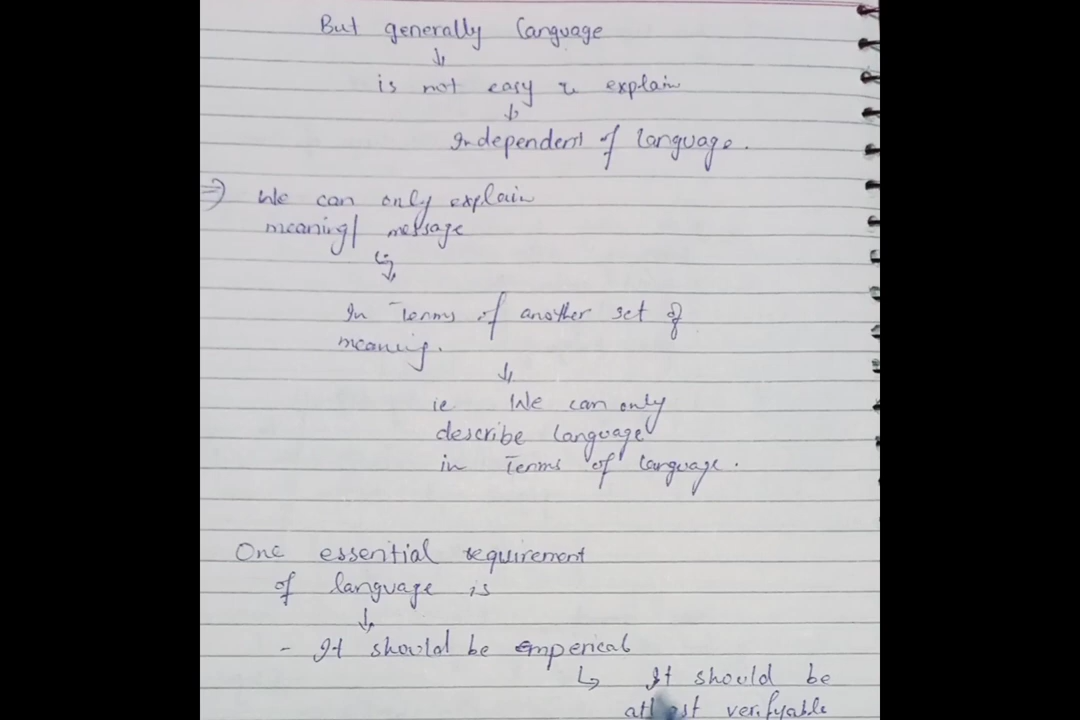 But generally language
↓
is not easy to explain
↓
Independent of language.
⇒ We can only explain
meaning/ message
↳
↓
In Terms of another set of
meaning.
↓
ie We can only
describe language
in Terms of language.
One essential requirement
of language is
↓
- It should be emperical
↳ It should be
verifyable